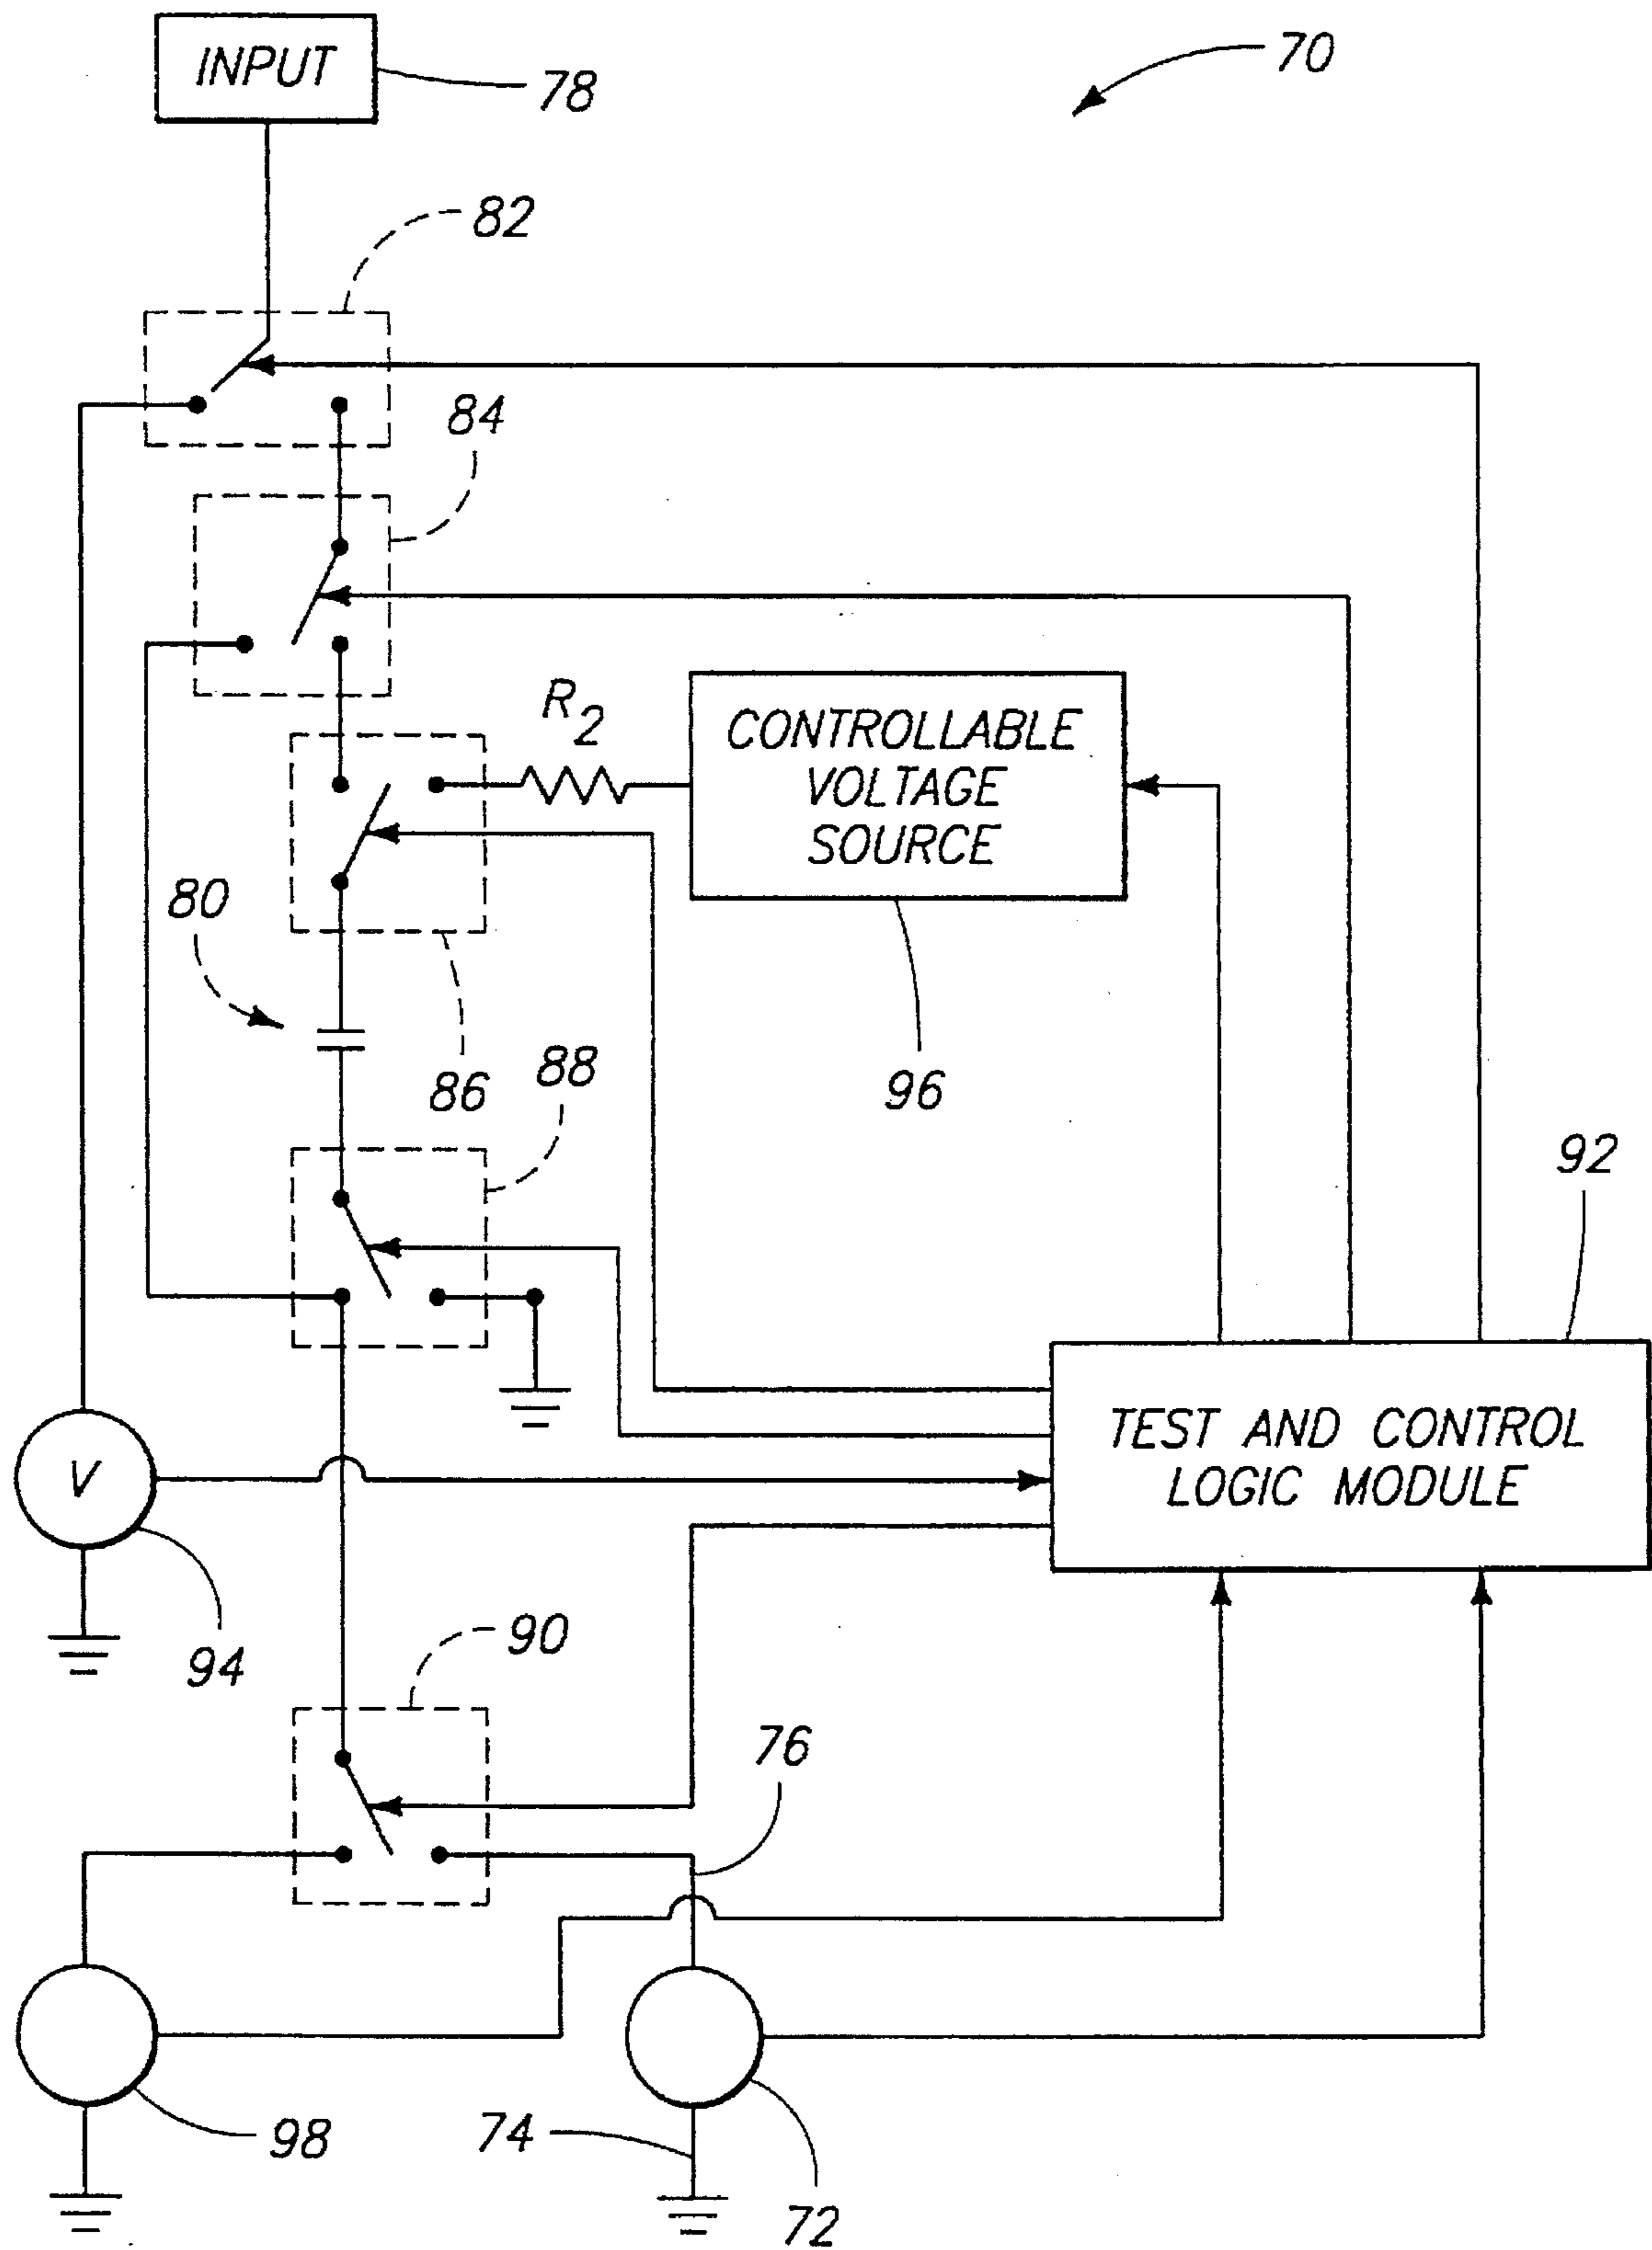 INPUT
78
70
82
84
R2
CONTROLLABLE
VOLTAGE
SOURCE
80
86
88
96
92
TEST AND CONTROL
LOGIC MODULE
V
94
90
76
98
74
72